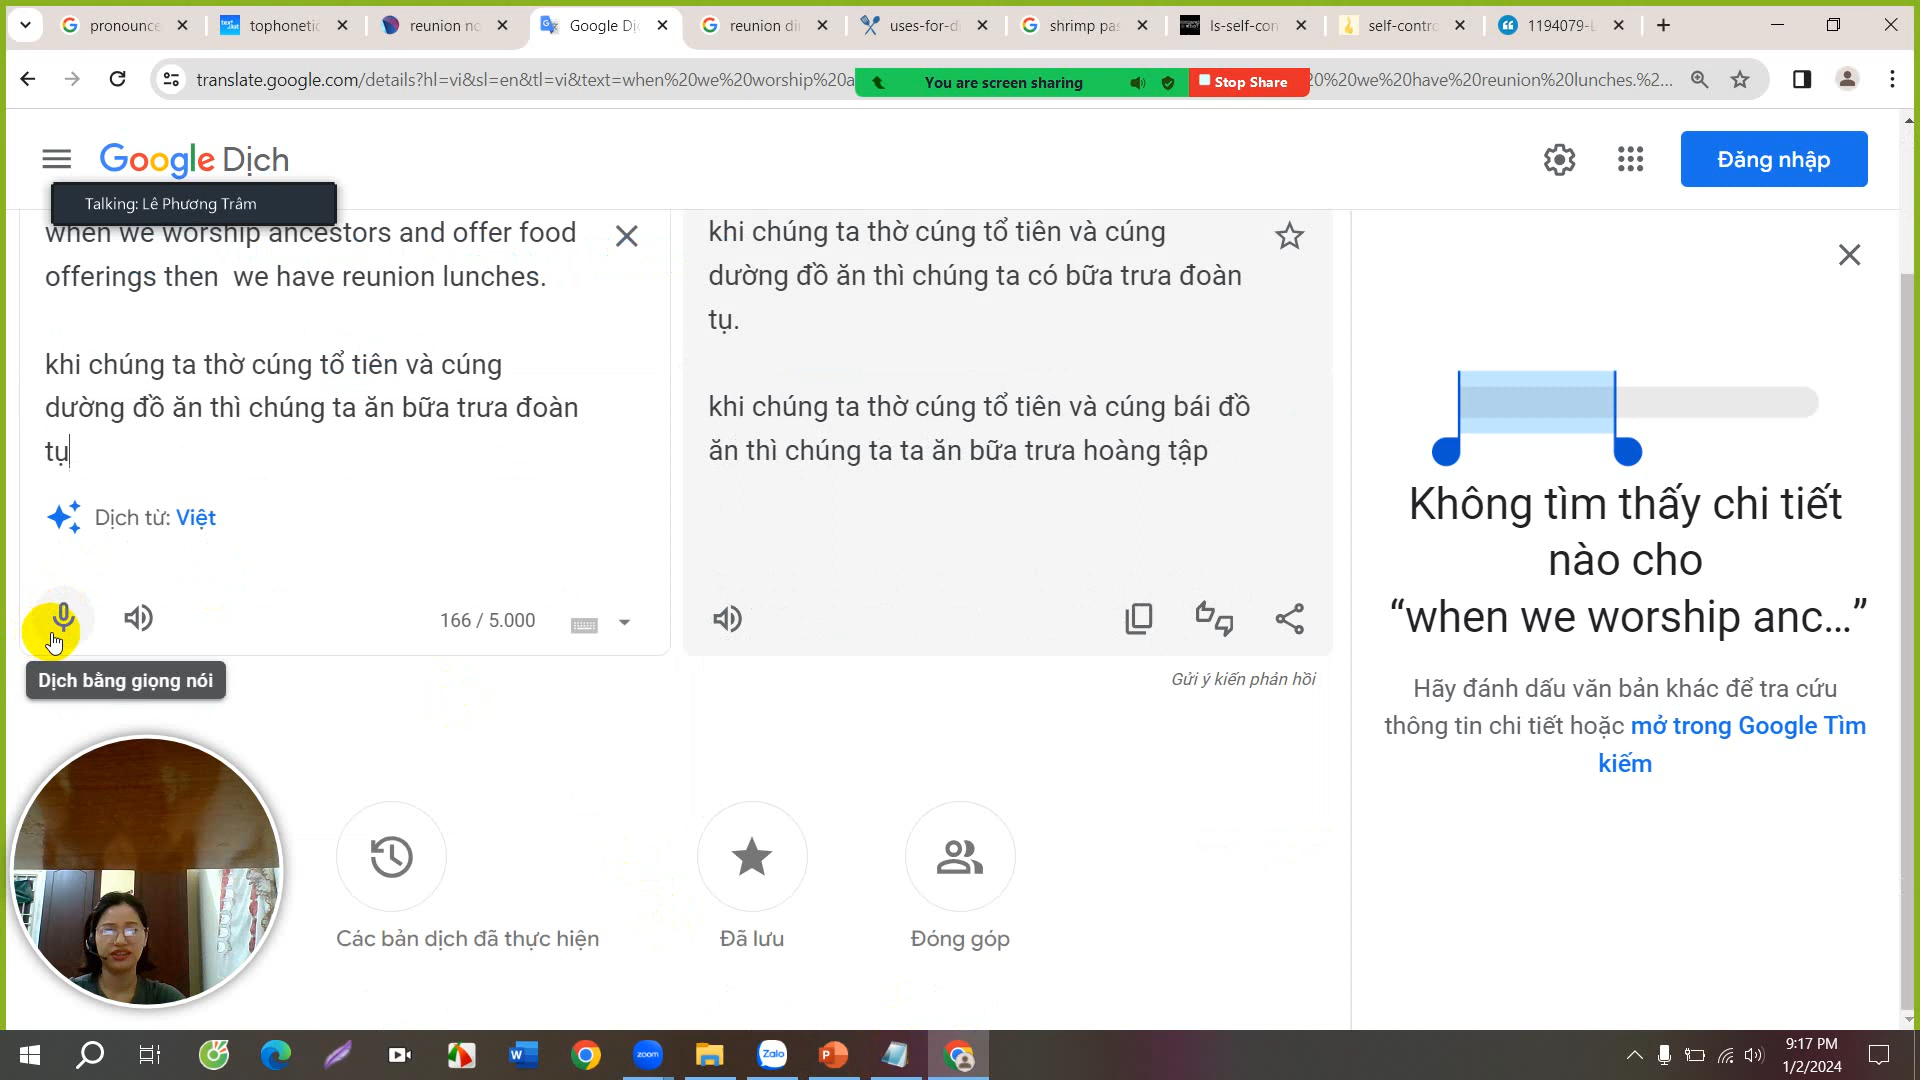 pronounce
tophonetic
reunion no
Google Dị
reunion di
uses-for-di
shrimp pas
Is-self-con
self-contro
1194079-L
translate.google.com/details?hl=vi&sl=en&tl=vi&text=when%20we%20worship%20a
You are screen sharing
Stop Share
20%20we%20have%20reunion%20lunches.%2...
Google Dịch
Đăng nhập
Talking: Lê Phương Trâm
when we worship ancestors and offer food
offerings then  we have reunion lunches.
khi chúng ta thờ cúng tổ tiên và cúng
dường đồ ăn thì chúng ta ăn bữa trưa đoàn
tụ
Dịch từ: Việt
166 / 5.000
Dịch bằng giọng nói
khi chúng ta thờ cúng tổ tiên và cúng
dường đồ ăn thì chúng ta có bữa trưa đoàn
tụ.
khi chúng ta thờ cúng tổ tiên và cúng bái đồ
ăn thì chúng ta ta ăn bữa trưa hoàng tập
Gửi ý kiến phản hồi
Không tìm thấy chi tiết
nào cho
“when we worship anc...”
Hãy đánh dấu văn bản khác để tra cứu
thông tin chi tiết hoặc mở trong Google Tìm
kiếm
Các bản dịch đã thực hiện
Đã lưu
Đóng góp
zoom
Zalo
9:17 PM
1/2/2024